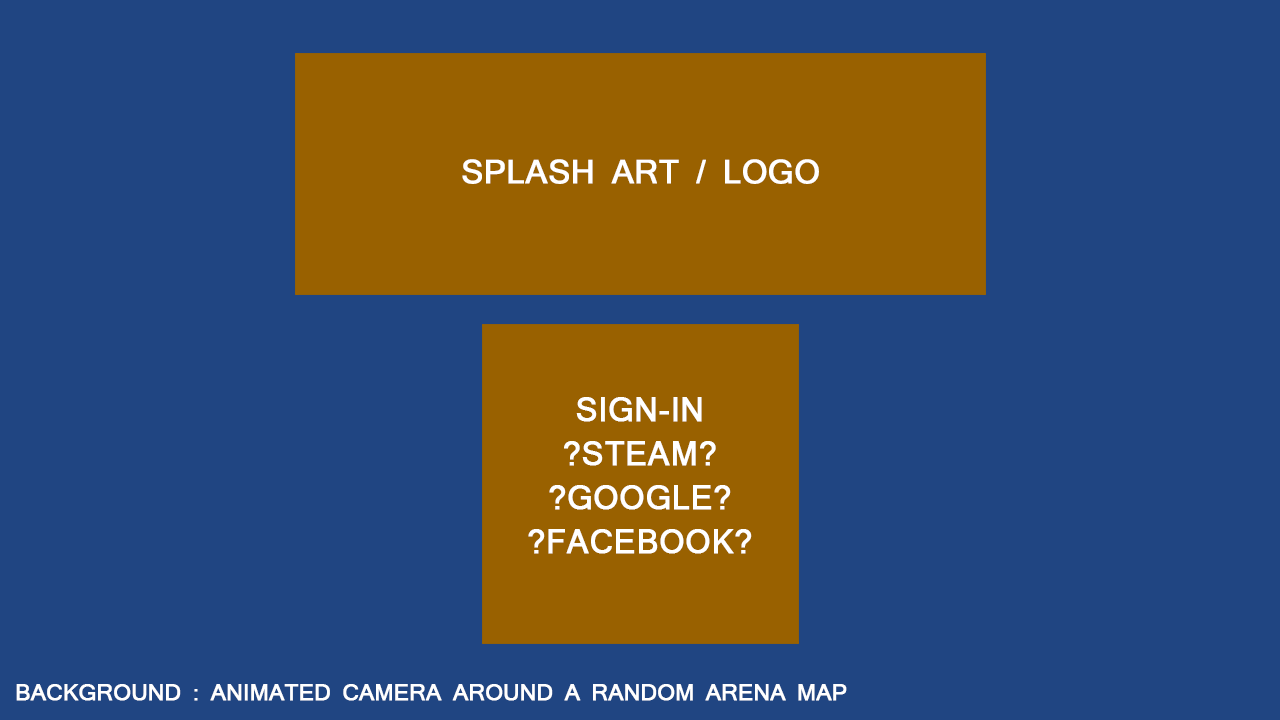 SPLASH ART / LOGO
SIGN-IN
?STEAM?
?GOOGLE?
?FACEBOOK?
BACKGROUND : ANIMATED CAMERA AROUND A RANDOM ARENA MAP